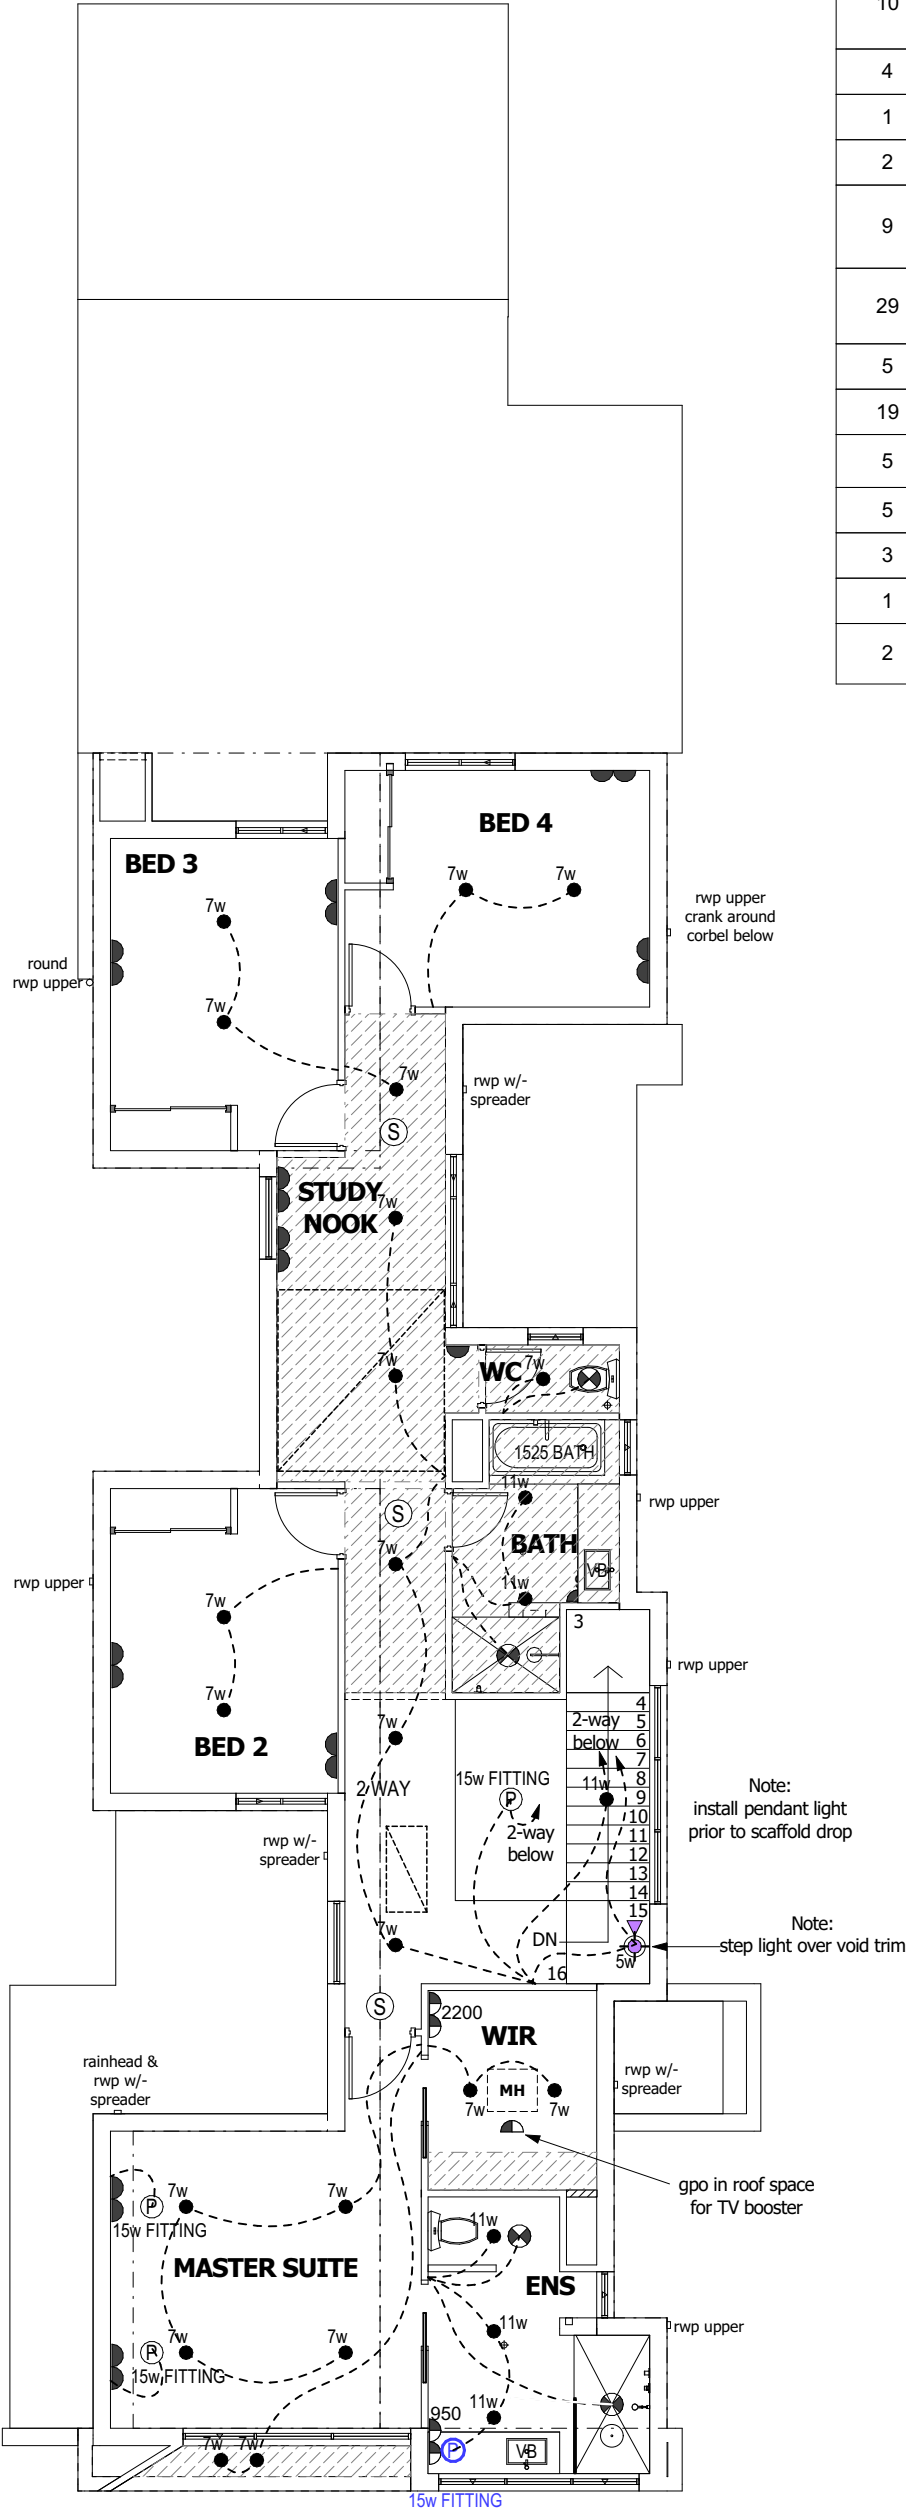 10
4
1
2
9
29
5
19
5
5
3
1
2
BED 4
BED 3
7w
7w
7w
rwp upper
crank around
corbel below
round
rwp upper
7w
7w
rwp w/-
spreader
S
STUDY
NOOK
7w
7w
WC
7w
1525 BATH
11w
rwp upper
S
BATH
7w
VB
rwp upper
11w
7w
3
rwp upper
7w
BED 2
7w
4
5
6
7
8
9
10
11
12
13
14
15
16
2-way
below
2-WAY
15w FITTING
P
11w
2-way
below
Note:
install pendant light
prior to scaffold drop
rwp w/-
spreader
7w
DN
5w
Note:
step light over void trim
S
2200
WIR
rainhead &
rwp w/-
spreader
MH
7w
7w
rwp w/-
spreader
gpo in roof space
for TV booster
7w
7w
P
15w FITTING
11w
MASTER SUITE
ENS
7w
7w
P
15w FITTING
11w
rwp upper
11w
950
P
VB
7w
7w
15w FITTING